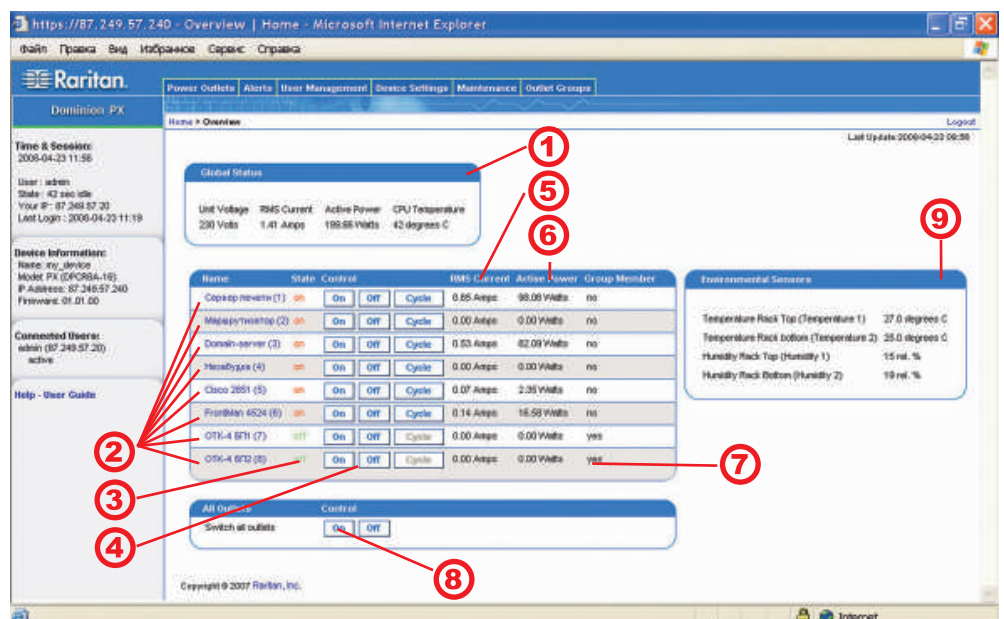 https://87.249.57.240 - Overview | Home - Microsoft Internet Explorer
Файл Правка Вид Избранное Сервис Справка
Raritan.
Power Outlets Alerts User Management Device Settings Maintenance Outlet Groups
Dominion PX
Home > Overview Logout
Last Update: 2008-04-23 09:58
Time & Session:
2008-04-23 11:56
User : admin
State : 42 sec idle
Your IP : 87.249.57.20
Last Login : 2008-04-23 11:19
Device Information:
Name: my_device
Model: PX (DPCR8A-16)
IP Address: 87.249.57.240
Firmware: 01.01.00
Connected Users:
admin (87.249.57.20)
active
Help - User Guide
Global Status
Unit Voltage RMS Current Active Power CPU Temperature
230 Volts 1.41 Amps 199.66 Watts 42 degrees C
Name State Control RMS Current Active Power Group Member
Сервер печати (1) on On Off Cycle 0.65 Amps 98.08 Watts no
Маршрутизатор (2) on On Off Cycle 0.00 Amps 0.00 Watts no
Domain-server (3) on On Off Cycle 0.53 Amps 82.09 Watts no
Незабудка (4) on On Off Cycle 0.00 Amps 0.00 Watts no
Cisco 2851 (5) on On Off Cycle 0.07 Amps 2.35 Watts no
FrontMan 4524 (6) on On Off Cycle 0.14 Amps 16.58 Watts no
ОТК-4 БП1 (7) off On Off Cycle 0.00 Amps 0.00 Watts yes
ОТК-4 БП2 (8) off On Off Cycle 0.00 Amps 0.00 Watts yes
All Outlets Control
Switch all outlets On Off
Environmental Sensors
Temperature Rack Top (Temperature 1) 27.0 degrees C
Temperature Rack bottom (Temperature 2) 25.0 degrees C
Humidity Rack Top (Humidity 1) 15 rel. %
Humidity Rack Bottom (Humidity 2) 19 rel. %
Copyright © 2007 Raritan, Inc.
Internet
1
5
6
9
2
3
4
7
8